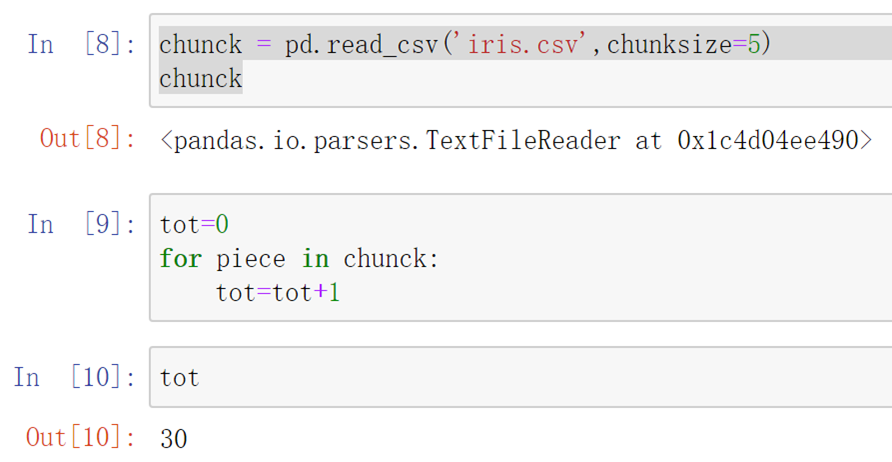 In [8]: chunck = pd.read_csv('iris.csv',chunksize=5)
chunck
Out[8]: <pandas.io.parsers.TextFileReader at 0x1c4d04ee490>
In [9]: tot=0
for piece in chunck:
    tot=tot+1
In [10]: tot
Out[10]: 30